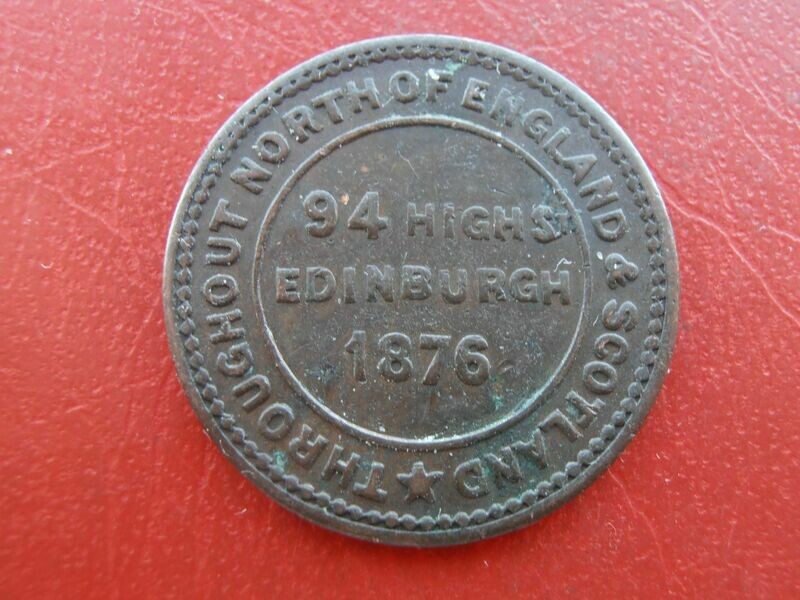 THROUGHOUT NORTH OF ENGLAND & SCOTLAND
94 HIGH ST
EDINBURGH
1876